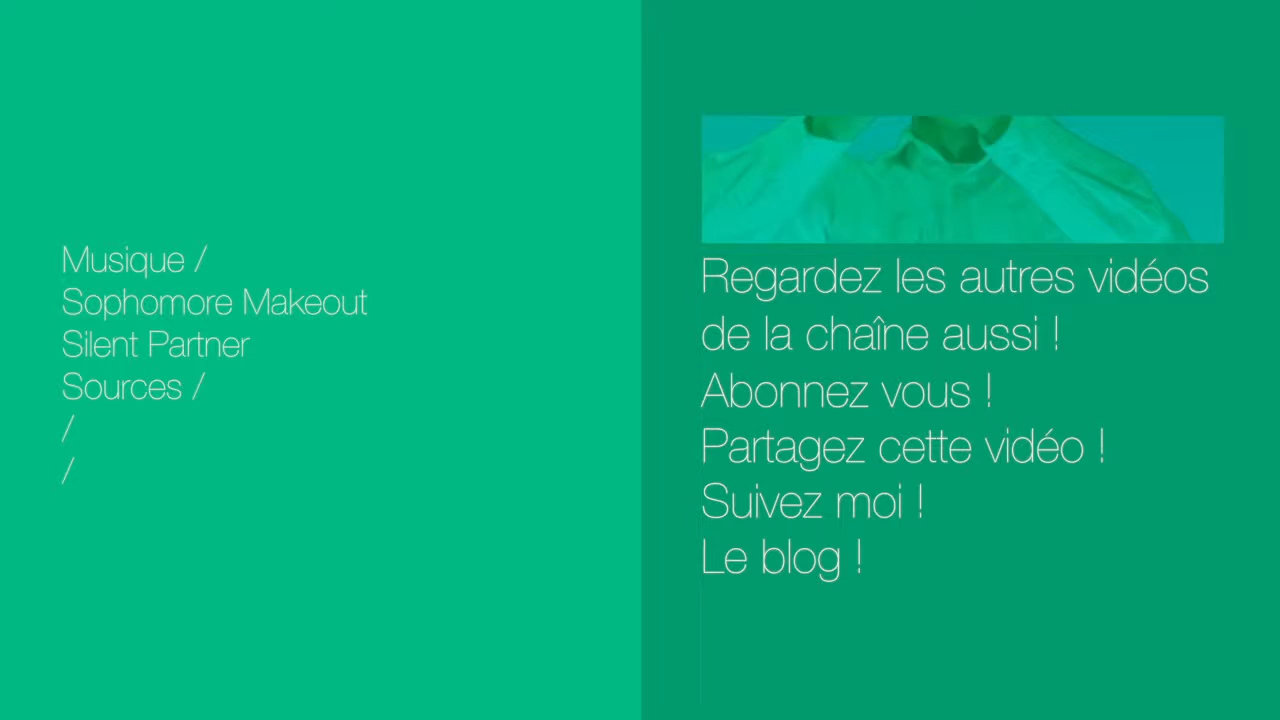 Musique /
Sophomore Makeout
Silent Partner
Sources /
/
/
Regardez les autres vidéos
de la chaîne aussi !
Abonnez vous !
Partagez cette vidéo !
Suivez moi !
Le blog !